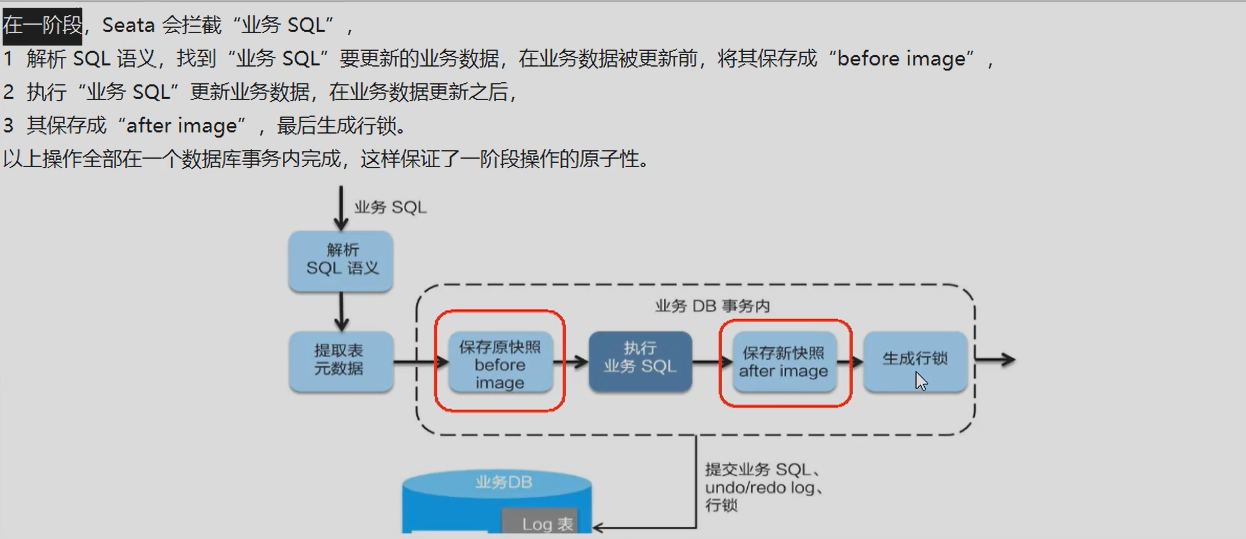 在一阶段，Seata 会拦截“业务 SQL”，
1 解析 SQL 语义，找到“业务 SQL”要更新的业务数据，在业务数据被更新前，将其保存成“before image”，
2 执行“业务 SQL”更新业务数据，在业务数据更新之后，
3 其保存成“after image”，最后生成行锁。
以上操作全部在一个数据库事务内完成，这样保证了一阶段操作的原子性。
业务 SQL
解析
SQL 语义
业务 DB 事务内
提取表
元数据
保存原快照
before
image
执行
业务 SQL
保存新快照
after image
生成行锁
提交业务 SQL、
undo/redo log、
行锁
业务DB
Log 表